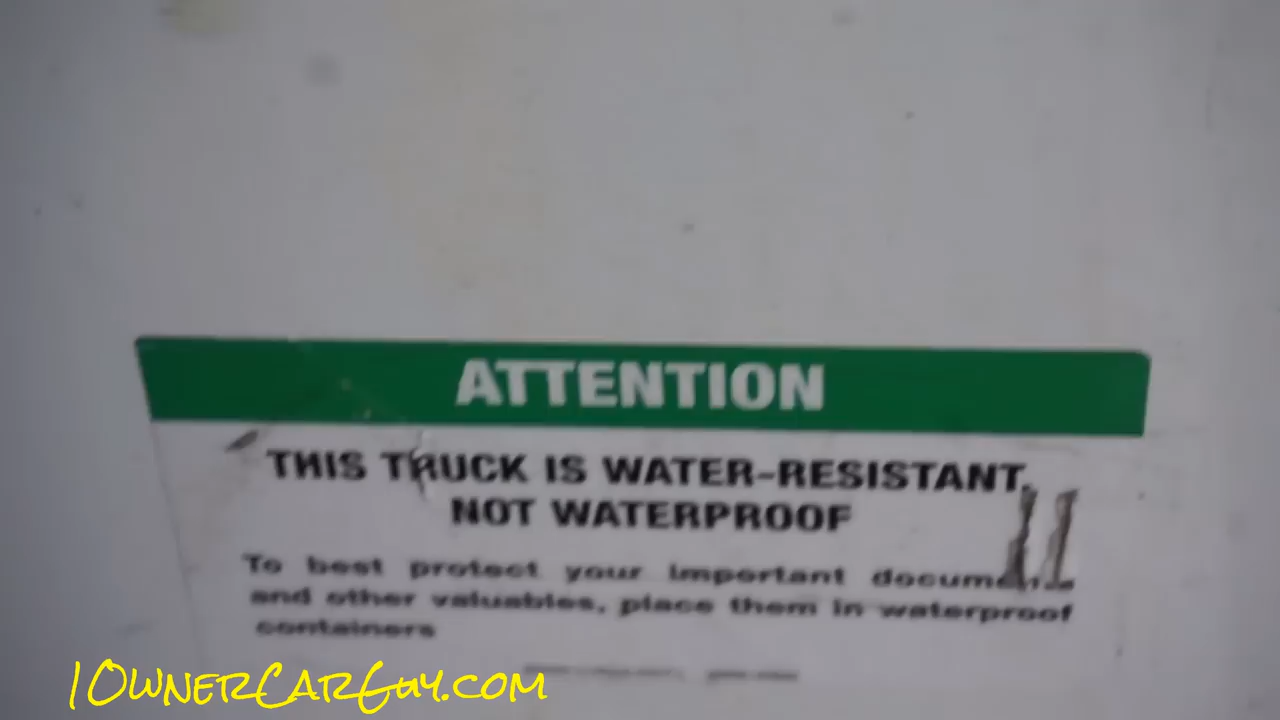 ATTENTION
THIS TRUCK IS WATER-RESISTANT,
NOT WATERPROOF
To best protect your important documents
and other valuables, place them in waterproof
containers
1OwnerCarGuy.com